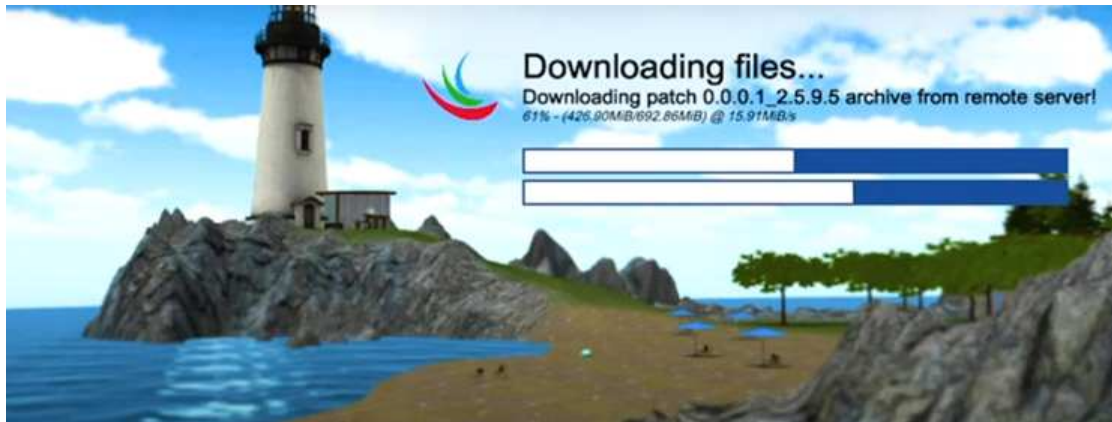 Downloading files...
Downloading patch 0.0.0.1_2.5.9.5 archive from remote server!
61% - (426.90MiB/692.86MiB) @ 15.91MiB/s